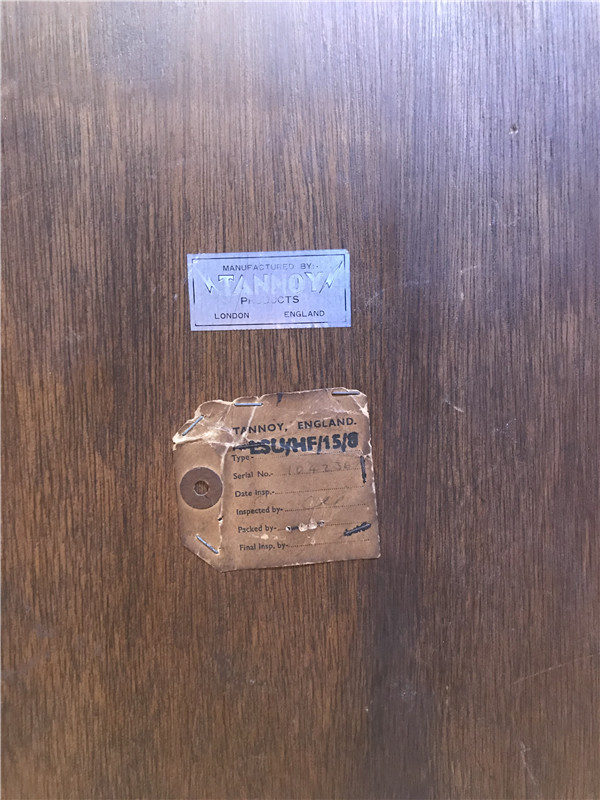 MANUFACTURED BY:-
TANNOY
PRODUCTS
LONDON ENGLAND
TANNOY, ENGLAND.
LSU/HF/15/8
Type-
Serial No.- 104236
Date insp.-
Inspected by-
Packed by-
Final Insp. by-